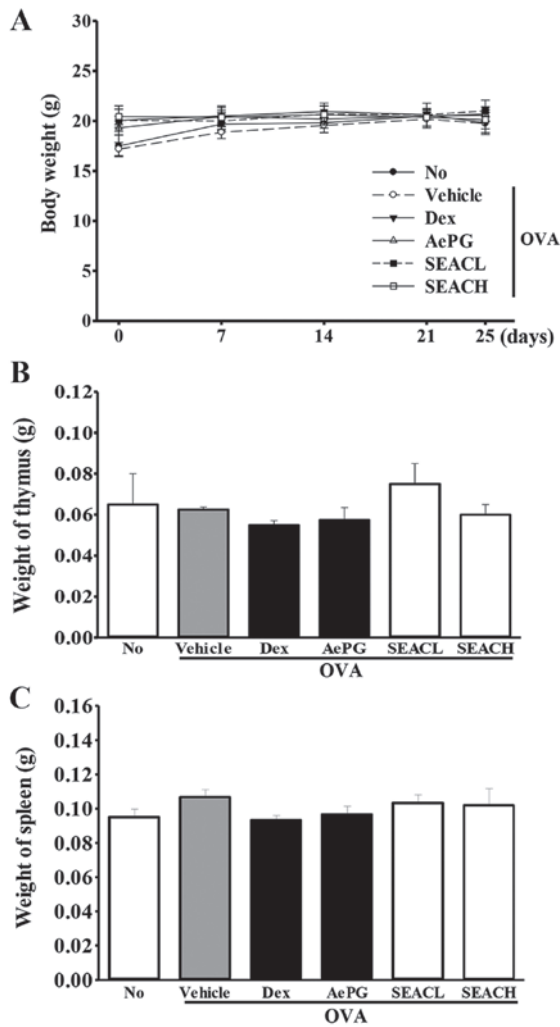 A
Body weight (g)
30
25
20
15
10
5
0
No
Vehicle
Dex
AePG
SEACL
SEACH
OVA
0 7 14 21 25 (days)
B
Weight of thymus (g)
0.12
0.10
0.08
0.06
0.04
0.02
0.00
No Vehicle Dex AePG SEACL SEACH
OVA
C
Weight of spleen (g)
0.16
0.14
0.12
0.10
0.08
0.06
0.04
0.02
0.00
No Vehicle Dex AePG SEACL SEACH
OVA